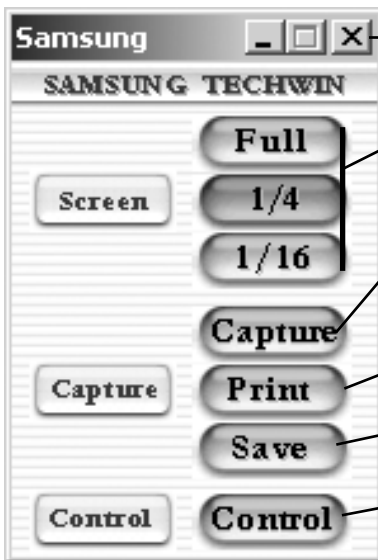 Samsung
SAMSUNG TECHWIN
Full
Screen
1/4
1/16
Capture
Capture
Print
Save
Control
Control